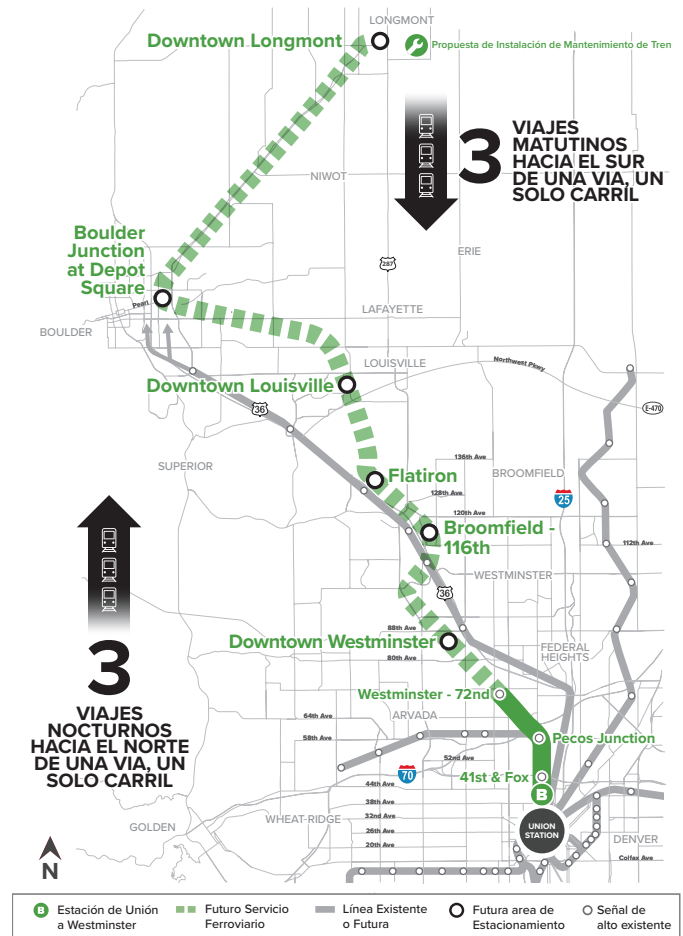 LONGMONT
Downtown Longmont
Propuesta de Instalación de Mantenimiento de Tren
3
VIAJES
MATUTINOS
HACIA EL SUR
DE UNA VIA, UN
SOLO CARRIL
NIWOT
Boulder
Junction
at Depot
Square
ERIE
287
Pearl
LAFAYETTE
BOULDER
LOUISVILLE
Northwest Pkwy
Downtown Louisville
36
E-470
136th Ave
SUPERIOR
Flatiron
BROOMFIELD
128th Ave
25
120th Ave
Broomfield -
116th
112th Ave
WESTMINSTER
36
88th Ave
Downtown Westminster
80th Ave
FEDERAL
HEIGHTS
3
VIAJES
NOCTURNOS
HACIA EL NORTE
DE UNA VIA, UN
SOLO CARRIL
Westminster - 72nd
64th Ave
ARVADA
58th Ave
Pecos Junction
52nd Ave
70
41st & Fox
44th Ave
B
38th Ave
GOLDEN
WHEAT-RIDGE
32nd Ave
26th Ave
20th Ave
UNION
STATION
DENVER
Colfax Ave
N
B
Estación de Unión
a Westminster
Futuro Servicio
Ferroviario
Línea Existente
o Futura
Futura area de
Estacionamiento
Señal de
alto existente